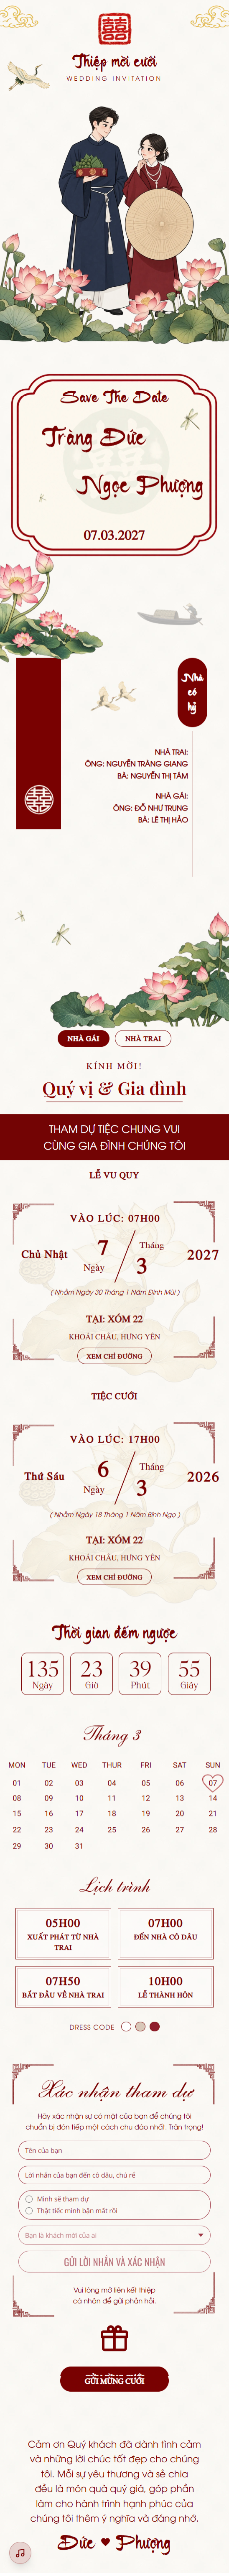 Thiệp mời cưới
WEDDING INVITATION
Save The Date
Tràng Đức
Ngọc Phượng
07.03.2027
Nhà
có
hỷ
NHÀ TRAI:
ÔNG: NGUYỄN TRÀNG GIANG
BÀ: NGUYỄN THỊ TÁM
NHÀ GÁI:
ÔNG: ĐỖ NHƯ TRUNG
BÀ: LÊ THỊ HẢO
NHÀ GÁI
NHÀ TRAI
KÍNH MỜI!
Quý vị & Gia đình
THAM DỰ TIỆC CHUNG VUI
CÙNG GIA ĐÌNH CHÚNG TÔI
LỄ VU QUY
VÀO LÚC: 07H00
Chủ Nhật
7
Ngày
Tháng
3
2027
( Nhằm Ngày 30 Tháng 1 Năm Đinh Mùi )
TẠI: XÓM 22
KHOÁI CHÂU, HƯNG YÊN
XEM CHỈ ĐƯỜNG
TIỆC CƯỚI
VÀO LÚC: 17H00
Thứ Sáu
6
Ngày
Tháng
3
2026
( Nhằm Ngày 18 Tháng 1 Năm Bính Ngọ )
TẠI: XÓM 22
KHOÁI CHÂU, HƯNG YÊN
XEM CHỈ ĐƯỜNG
Thời gian đếm ngược
135 23 39 55
Ngày Giờ Phút Giây
Tháng 3
MON TUE WED THUR FRI SAT SUN
01 02 03 04 05 06 07
08 09 10 11 12 13 14
15 16 17 18 19 20 21
22 23 24 25 26 27 28
29 30 31
Lịch trình
05H00
XUẤT PHÁT TỪ NHÀ
TRAI
07H00
ĐẾN NHÀ CÔ DÂU
07H50
BẮT ĐẦU VỀ NHÀ TRAI
10H00
LỄ THÀNH HÔN
DRESS CODE
Xác nhận tham dự
Hãy xác nhận sự có mặt của bạn để chúng tôi
chuẩn bị đón tiếp một cách chu đáo nhất. Trân trọng!
Tên của bạn
Lời nhắn của bạn đến cô dâu, chú rể
Mình sẽ tham dự
Thật tiếc mình bận mất rồi
Bạn là khách mời của ai
GỬI LỜI NHẮN VÀ XÁC NHẬN
Vui lòng mở liên kết thiệp
cá nhân để gửi phản hồi.
GỬI MỪNG CƯỚI
Cảm ơn Quý khách đã dành tình cảm
và những lời chúc tốt đẹp cho chúng
tôi. Mỗi sự yêu thương và sẻ chia
đều là món quà quý giá, góp phần
làm cho hành trình hạnh phúc của
chúng tôi thêm ý nghĩa và đáng nhớ.
Đức ♥ Phượng